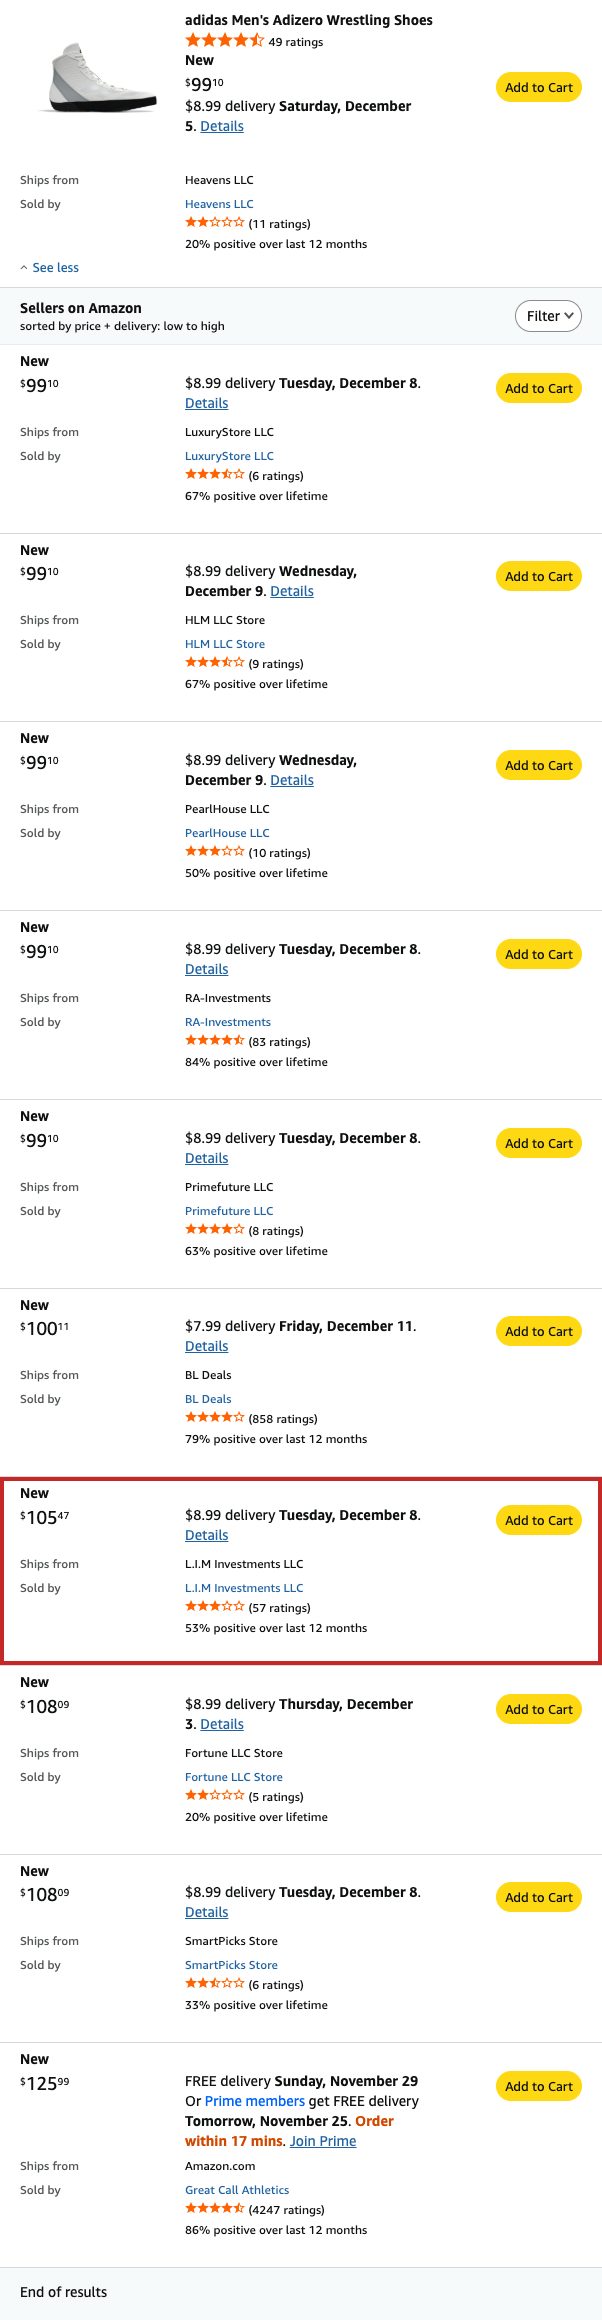 adidas Men's Adizero Wrestling Shoes
49 ratings
New
$9910
Add to Cart
$8.99 delivery Saturday, December
5. Details
Ships from Heavens LLC
Sold by Heavens LLC
(11 ratings)
20% positive over last 12 months
See less
Sellers on Amazon
sorted by price + delivery: low to high
Filter
New
$9910 $8.99 delivery Tuesday, December 8. Add to Cart
Details
Ships from LuxuryStore LLC
Sold by LuxuryStore LLC
(6 ratings)
67% positive over lifetime
New
$9910 $8.99 delivery Wednesday, Add to Cart
December 9. Details
Ships from HLM LLC Store
Sold by HLM LLC Store
(9 ratings)
67% positive over lifetime
New
$9910 $8.99 delivery Wednesday, Add to Cart
December 9. Details
Ships from PearlHouse LLC
Sold by PearlHouse LLC
(10 ratings)
50% positive over lifetime
New
$9910 $8.99 delivery Tuesday, December 8. Add to Cart
Details
Ships from RA-Investments
Sold by RA-Investments
(83 ratings)
84% positive over lifetime
New
$9910 $8.99 delivery Tuesday, December 8. Add to Cart
Details
Ships from Primefuture LLC
Sold by Primefuture LLC
(8 ratings)
63% positive over lifetime
New
$10011 $7.99 delivery Friday, December 11. Add to Cart
Details
Ships from BL Deals
Sold by BL Deals
(858 ratings)
79% positive over last 12 months
New
$10547 $8.99 delivery Tuesday, December 8. Add to Cart
Details
Ships from L.I.M Investments LLC
Sold by L.I.M Investments LLC
(57 ratings)
53% positive over last 12 months
New
$10809 $8.99 delivery Thursday, December Add to Cart
3. Details
Ships from Fortune LLC Store
Sold by Fortune LLC Store
(5 ratings)
20% positive over lifetime
New
$10809 $8.99 delivery Tuesday, December 8. Add to Cart
Details
Ships from SmartPicks Store
Sold by SmartPicks Store
(6 ratings)
33% positive over lifetime
New
$12599 FREE delivery Sunday, November 29 Add to Cart
Or Prime members get FREE delivery
Tomorrow, November 25. Order
within 17 mins. Join Prime
Ships from Amazon.com
Sold by Great Call Athletics
(4247 ratings)
86% positive over last 12 months
End of results